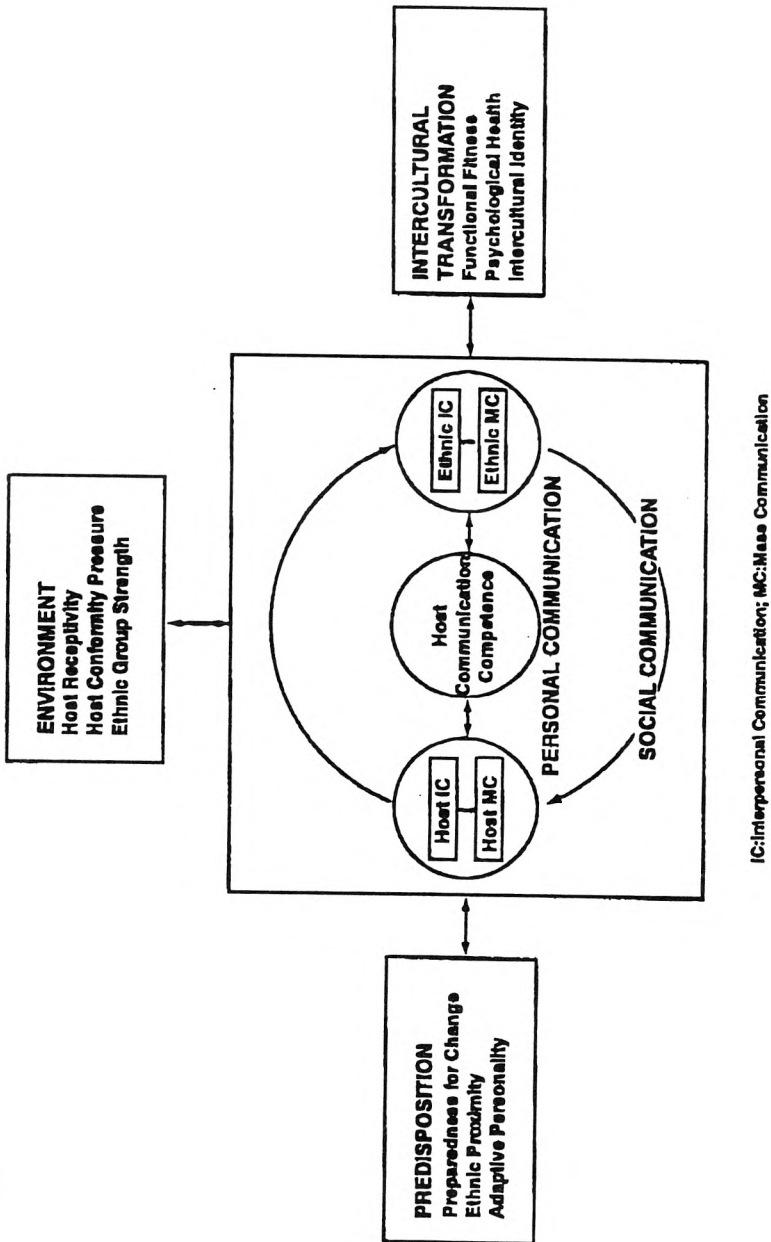 ENVIRONMENT
Host Receptivity
Host Conformity Pressure
Ethnic Group Strength
PREDISPOSITION
Preparedness for Change
Ethnic Proximity
Adaptive Personality
Host IC
Host MC
Host
Communication
Competence
Ethnic IC
Ethnic MC
PERSONAL COMMUNICATION
SOCIAL COMMUNICATION
INTERCULTURAL
TRANSFORMATION
Functional Fitness
Psychological Health
Intercultural Identity
IC:Interpersonal Communication; MC:Mass Communication